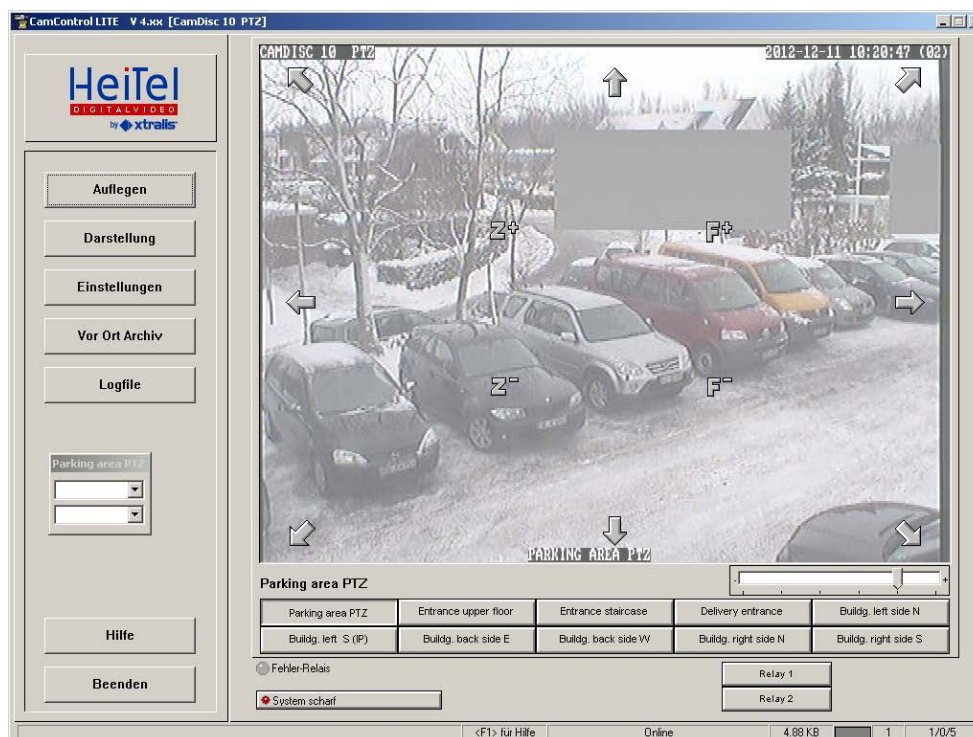 CamControl LITE V 4.xx [CamDisc 10 PTZ]
HeiTel
DIGITALVIDEO
by xtralis
Auflegen
Darstellung
Einstellungen
Vor Ort Archiv
Logfile
Parking area PTZ
Hilfe
Beenden
CAMDISC 10 PTZ
2012-12-11 10:20:47 (02)
Z+ F+
Z- F-
PARKING AREA PTZ
Parking area PTZ
- +
Parking area PTZ
Entrance upper floor
Entrance staircase
Delivery entrance
Buildg. left side N
Buildg. left S (IP)
Buildg. back side E
Buildg. back side W
Buildg. right side N
Buildg. right side S
Fehler-Relais
System scharf
Relay 1
Relay 2
<F1> für Hilfe
Online
4.88 KB
1
1/0/5